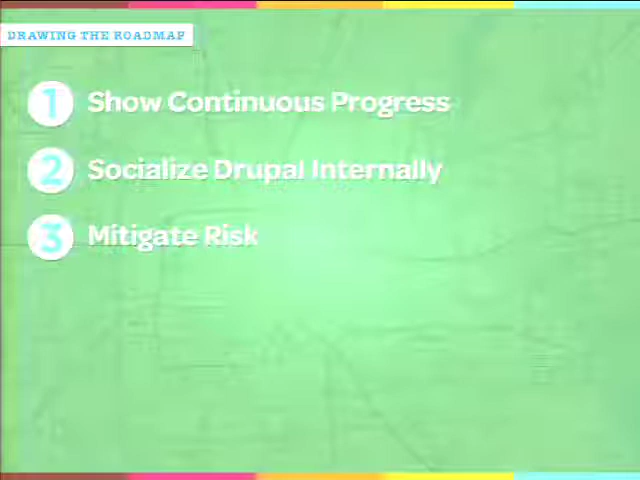 DRAWING THE ROADMAP
1 Show Continuous Progress
2 Socialize Drupal Internally
3 Mitigate Risk